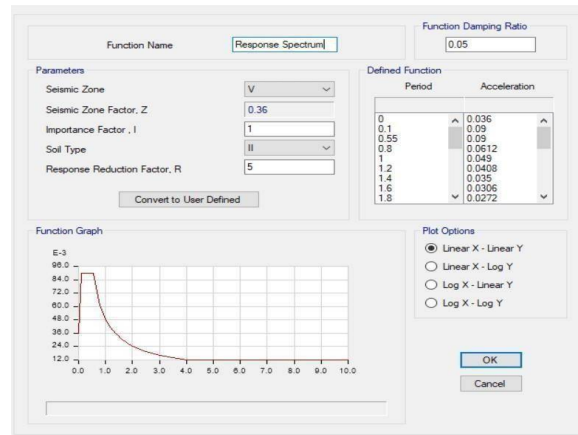 Function Damping Ratio
Function Name Response Spectrum 0.05
Parameters
Seismic Zone V
Seismic Zone Factor, Z 0.36
Importance Factor , I 1
Soil Type II
Response Reduction Factor, R 5
Convert to User Defined
Defined Function
Period Acceleration
0 0.036
0.1 0.09
0.55 0.09
0.8 0.0612
1 0.049
1.2 0.0408
1.4 0.035
1.6 0.0306
1.8 0.0272
Function Graph
E-3
96.0
84.0
72.0
60.0
48.0
36.0
24.0
12.0
0.0 1.0 2.0 3.0 4.0 5.0 6.0 7.0 8.0 9.0 10.0
Plot Options
Linear X - Linear Y
Linear X - Log Y
Log X - Linear Y
Log X - Log Y
OK
Cancel